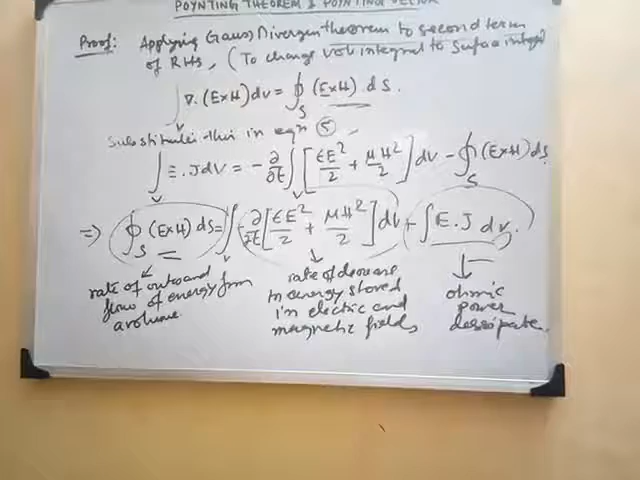 POYNTING THEOREM & POYNTING VECTOR
Proof: Applying Gauss Divergen theorem to second term
of RHS, (To change vol integral to surface integral
∫ᵥ ∇. (E×H) dv = ∮ₛ (E×H) . ds.
Substitute this in eqn ⑤,
∫ᵥ E. J dv = -∂/∂t ∫ᵥ [ϵE²/2 + μH²/2] dv - ∮ₛ (E×H) ds
⇒ ∮ₛ (E×H) ds = ∫ᵥ -∂/∂t [ϵE²/2 + μH²/2] dv + ∫ E. J dv.
rate of outward
flow of energy from
a volume
rate of decrease
in energy stored
in electric and
magnetic fields
ohmic
power
dessipate.